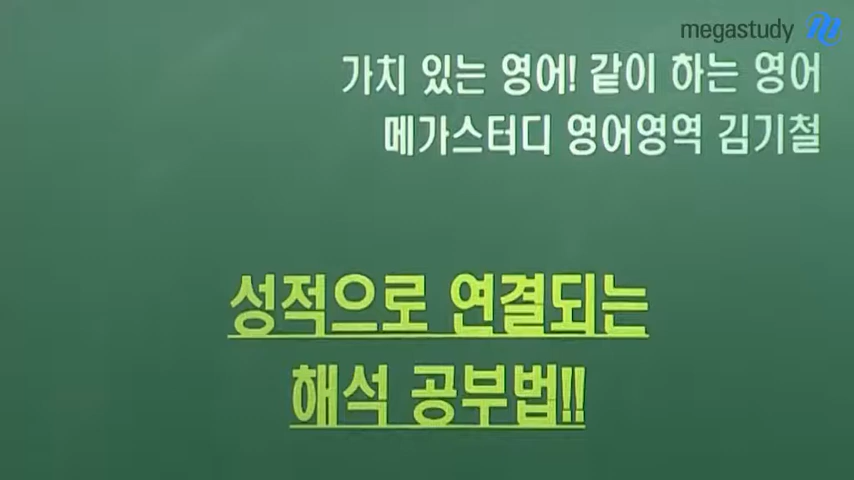 megastudy
가치 있는 영어! 같이 하는 영어
메가스터디 영어영역 김기철
성적으로 연결되는
해석 공부법!!